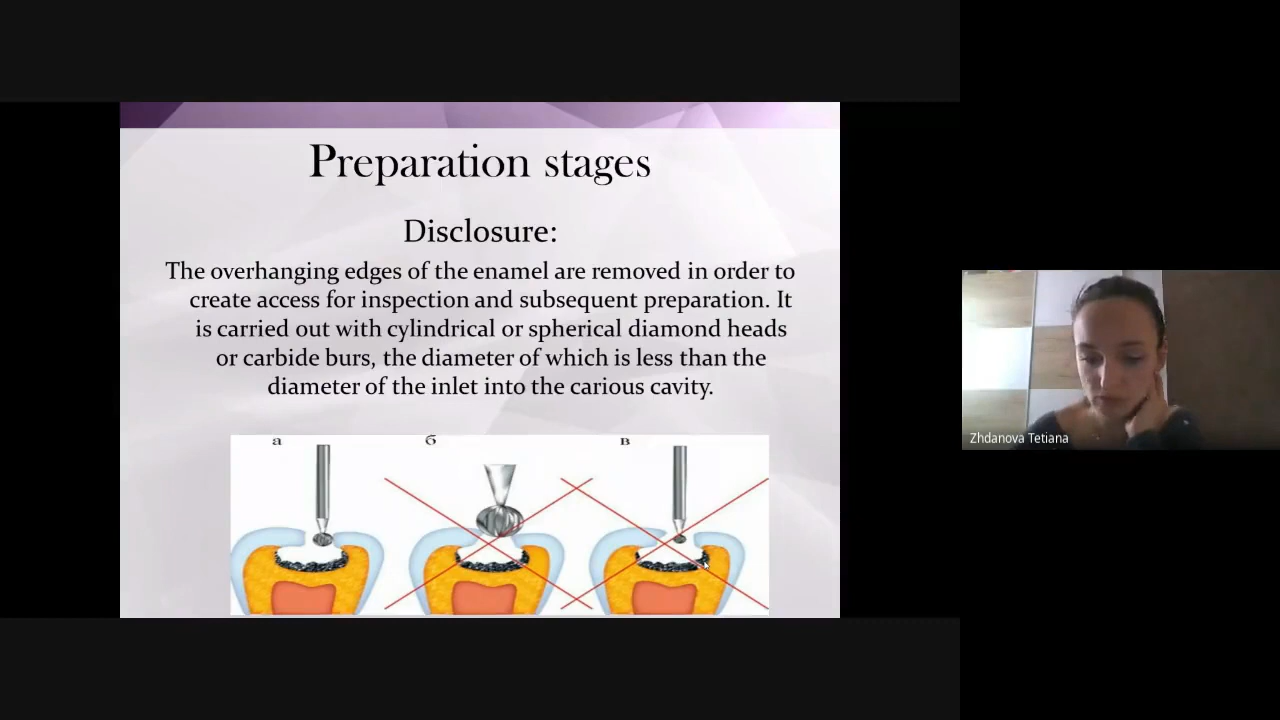 Preparation stages
Disclosure:
The overhanging edges of the enamel are removed in order to
create access for inspection and subsequent preparation. It
is carried out with cylindrical or spherical diamond heads
or carbide burs, the diameter of which is less than the
diameter of the inlet into the carious cavity.
а б в
Zhdanova Tetiana